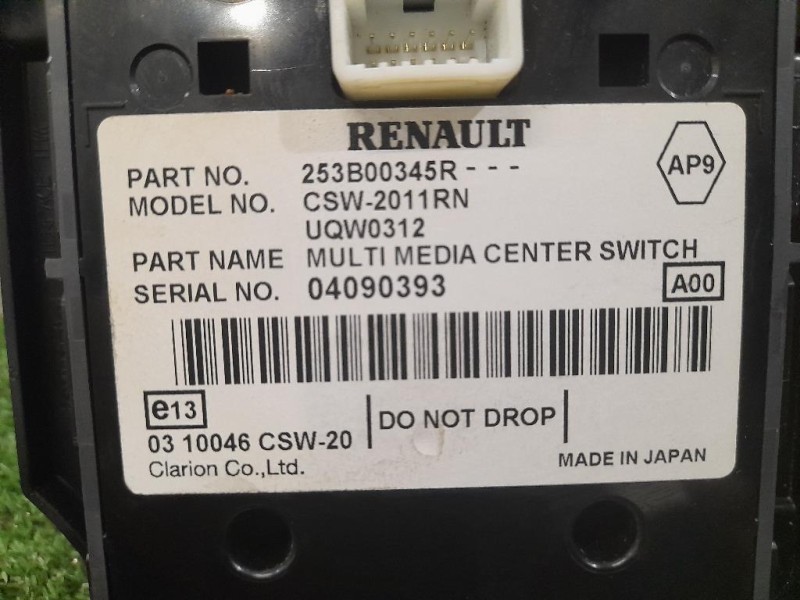 RENAULT
PART NO. 253B00345R - - -
AP9
MODEL NO. CSW-2011RN
UQW0312
PART NAME MULTI MEDIA CENTER SWITCH
SERIAL NO. 04090393
A00
e13
DO NOT DROP
03 10046 CSW-20
Clarion Co.,Ltd.
MADE IN JAPAN